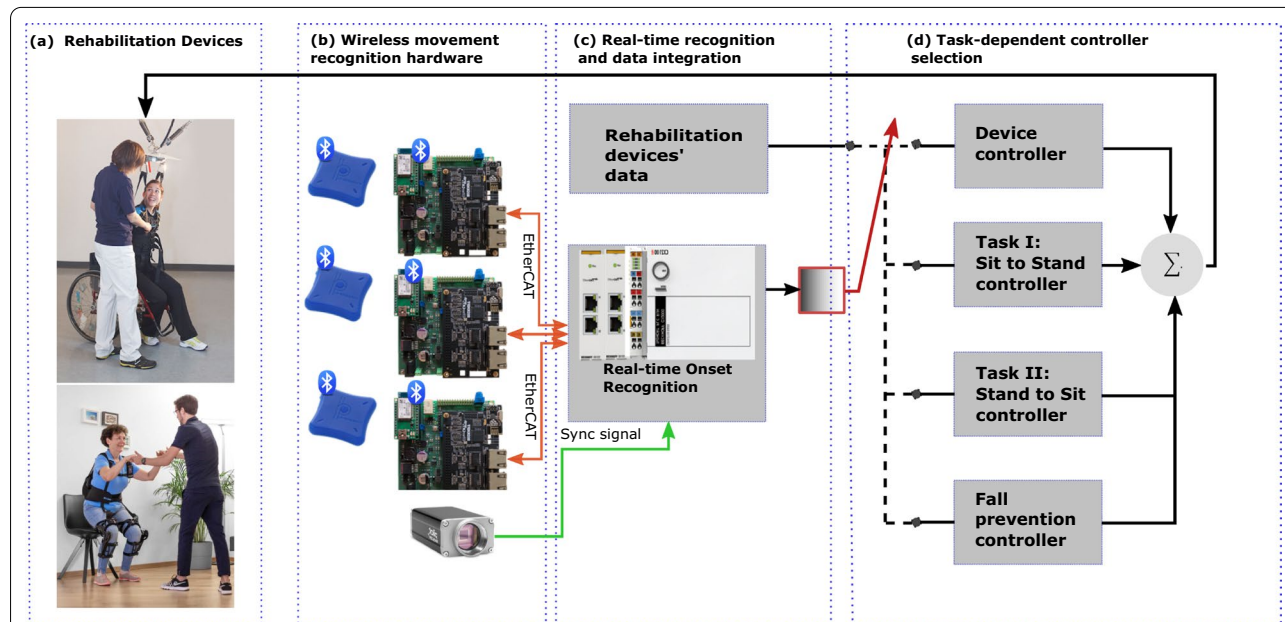 (a) Rehabilitation Devices
(b) Wireless movement
recognition hardware
(c) Real-time recognition
and data integration
(d) Task-dependent controller
selection
EtherCAT
EtherCAT
Rehabilitation
devices'
data
Real-time Onset
Recognition
Sync signal
Device
controller
Task I:
Sit to Stand
controller
Task II:
Stand to Sit
controller
Fall
prevention
controller
Σ